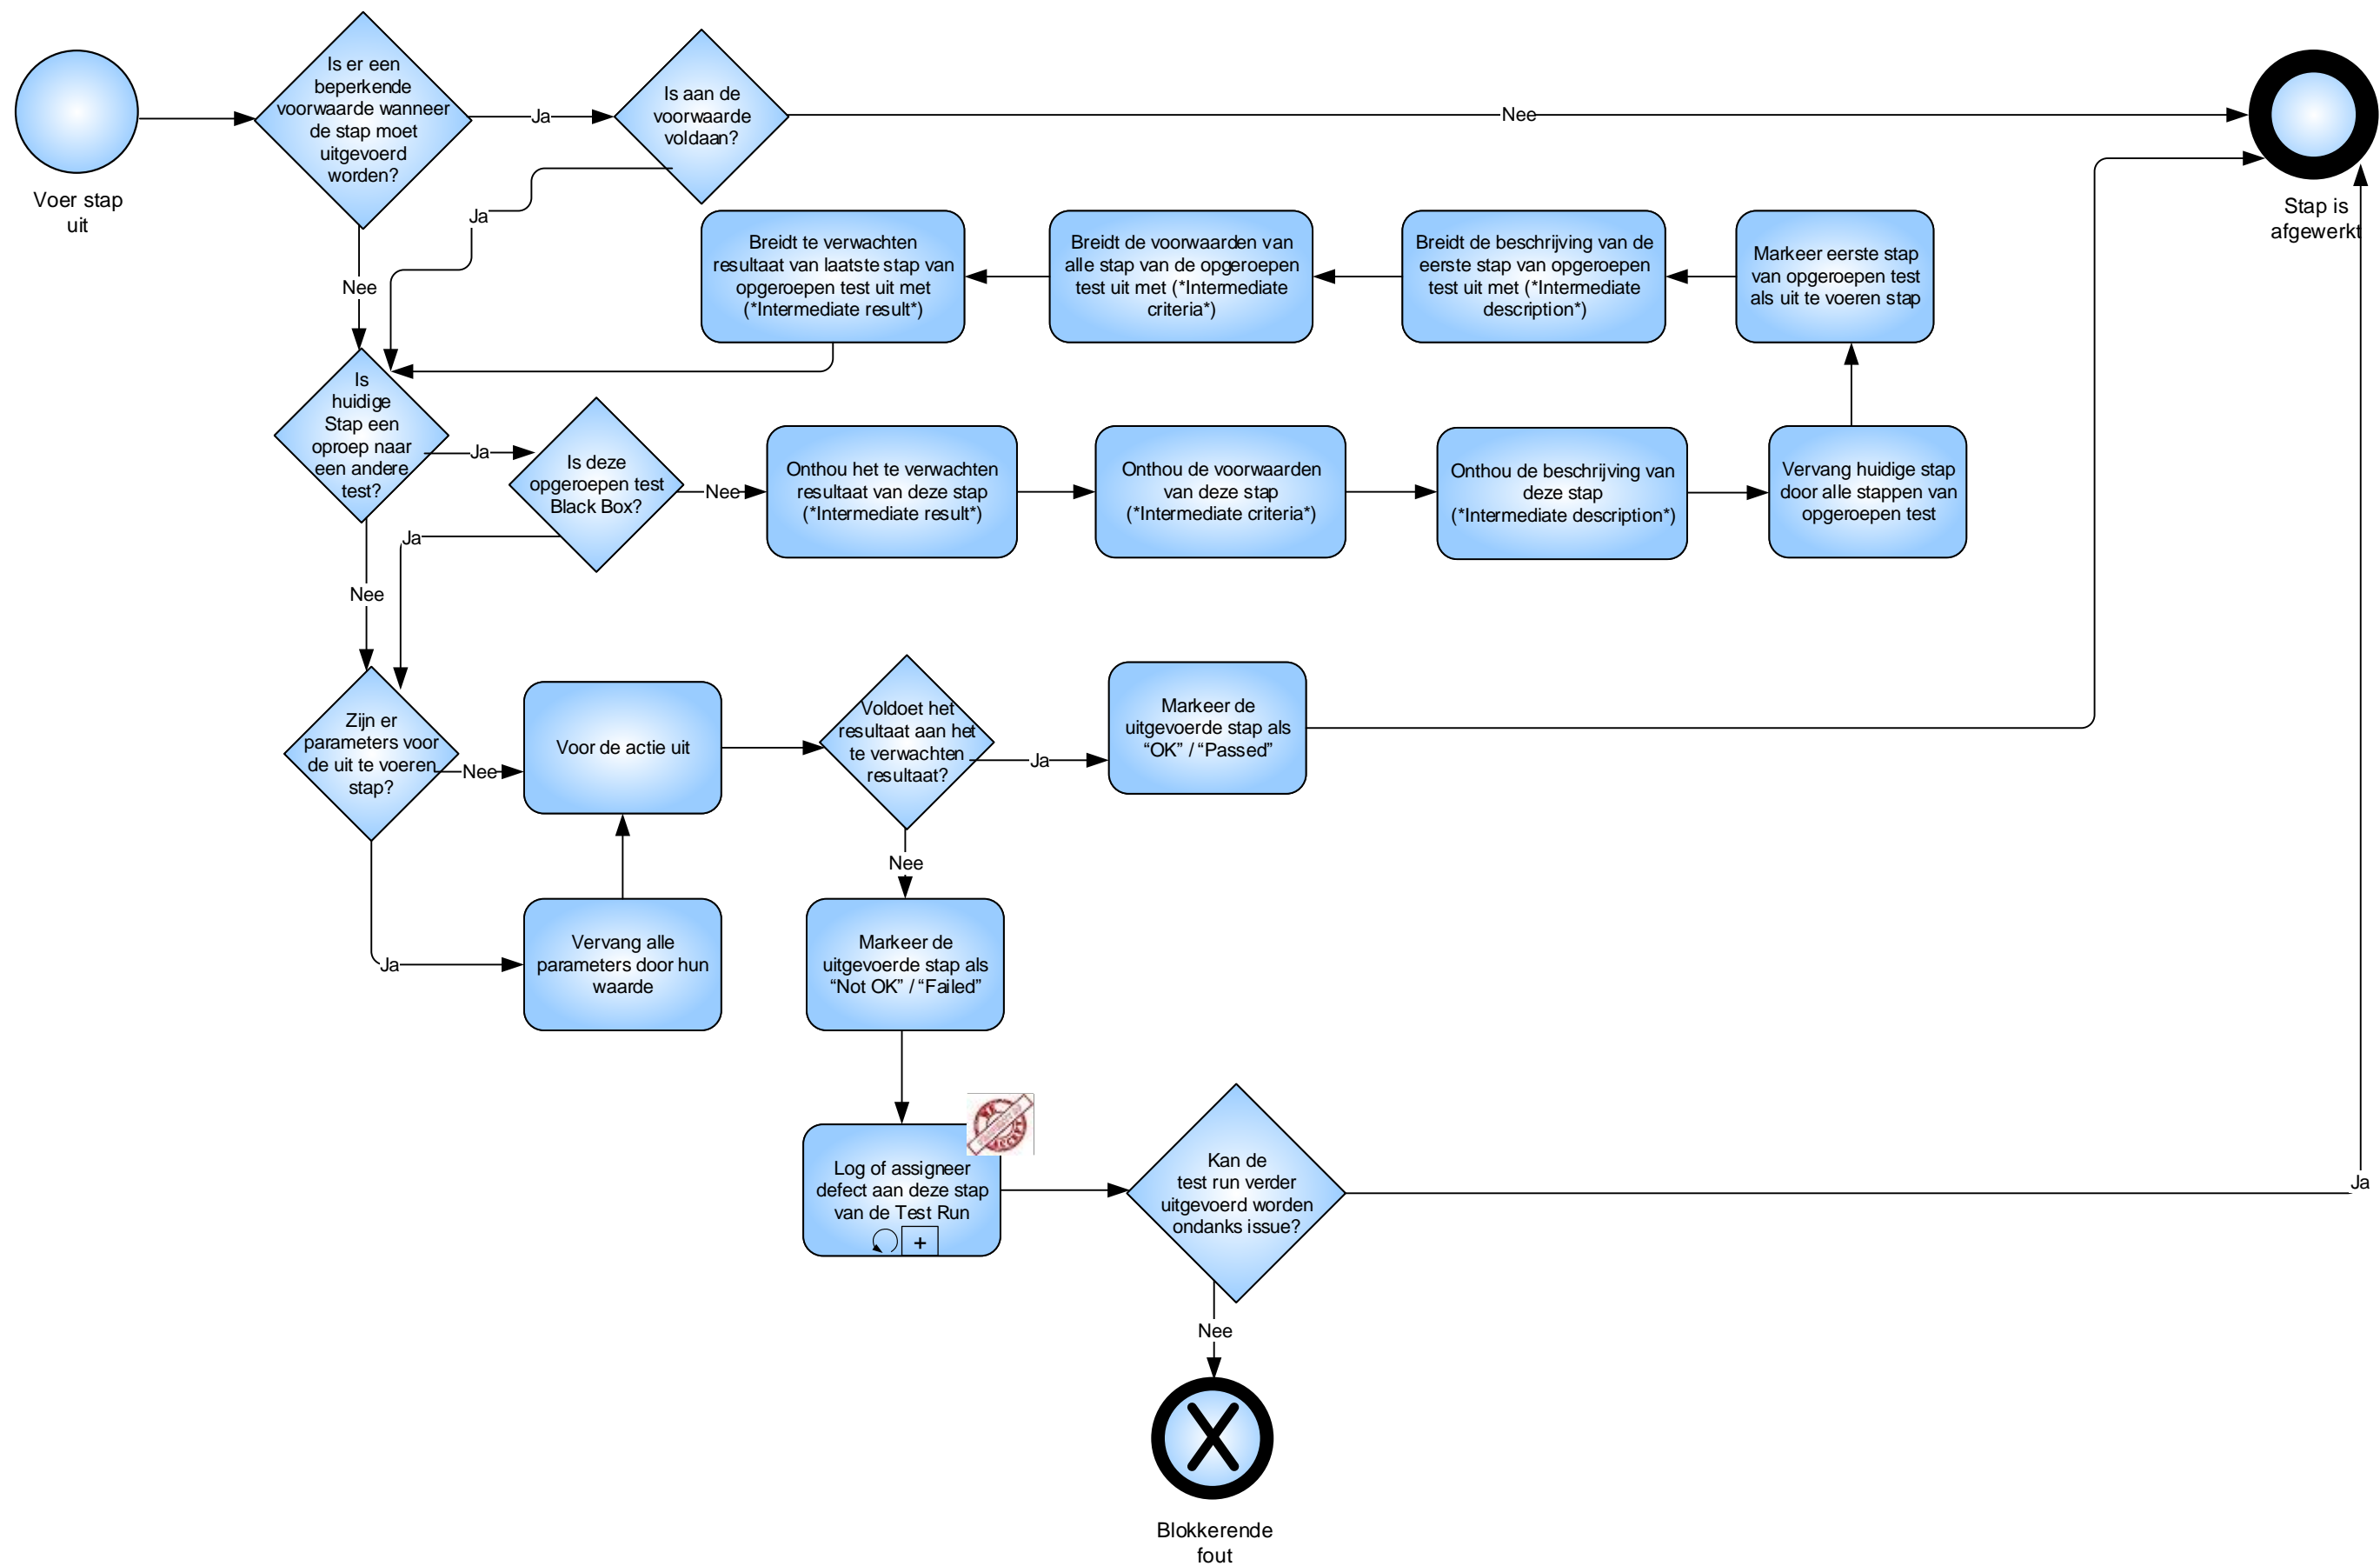 Voer stap
uit
Is er een
beperkende
voorwaarde wanneer
de stap moet
uitgevoerd
worden?
Ja
Is aan de
voorwaarde
voldaan?
Nee
Stap is
afgewerkt
Ja
Nee
Breidt te verwachten
resultaat van laatste stap van
opgeroepen test uit met
(*Intermediate result*)
Breidt de voorwaarden van
alle stap van de opgeroepen
test uit met (*Intermediate
criteria*)
Breidt de beschrijving van de
eerste stap van opgeroepen
test uit met (*Intermediate
description*)
Markeer eerste stap
van opgeroepen test
als uit te voeren stap
Is
huidige
Stap een
oproep naar
een andere
test?
Ja
Is deze
opgeroepen test
Black Box?
Nee
Onthou het te verwachten
resultaat van deze stap
(*Intermediate result*)
Onthou de voorwaarden
van deze stap
(*Intermediate criteria*)
Onthou de beschrijving van
deze stap
(*Intermediate description*)
Vervang huidige stap
door alle stappen van
opgeroepen test
Ja
Nee
Zijn er
parameters voor
de uit te voeren
stap?
Nee
Voor de actie uit
Voldoet het
resultaat aan het
te verwachten
resultaat?
Ja
Markeer de
uitgevoerde stap als
“OK” / “Passed”
Nee
Ja
Vervang alle
parameters door hun
waarde
Markeer de
uitgevoerde stap als
“Not OK” / “Failed”
WE
ACCEPT
Log of assigneer
defect aan deze stap
van de Test Run
+
Kan de
test run verder
uitgevoerd worden
ondanks issue?
Ja
Nee
X
Blokkerende
fout